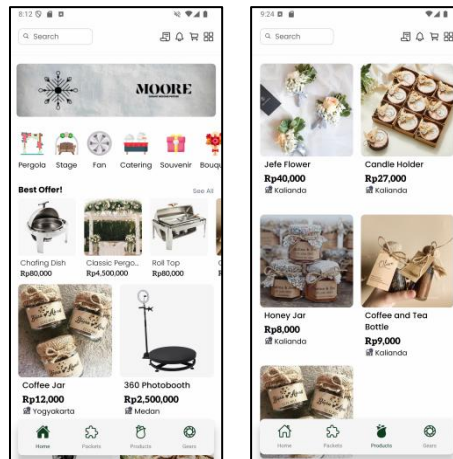 8:12
Search
MOORE
Pergola Stage Fan Catering Souvenir Bouqu
Best Offer! See All
Chafing Dish Classic Pergo... Roll Top
Rp80,000 Rp4,500,000 Rp80,000
Coffee Jar 360 Photobooth
Rp12,000 Rp2,500,000
Yogyakarta Medan
Home Packets Products Gears
9:24
Search
Jefe Flower Candle Holder
Rp40,000 Rp27,000
Kalianda Kalianda
Honey Jar Coffee and Tea
Bottle
Rp8,000 Rp9,000
Kalianda Kalianda
Home Packets Products Gears